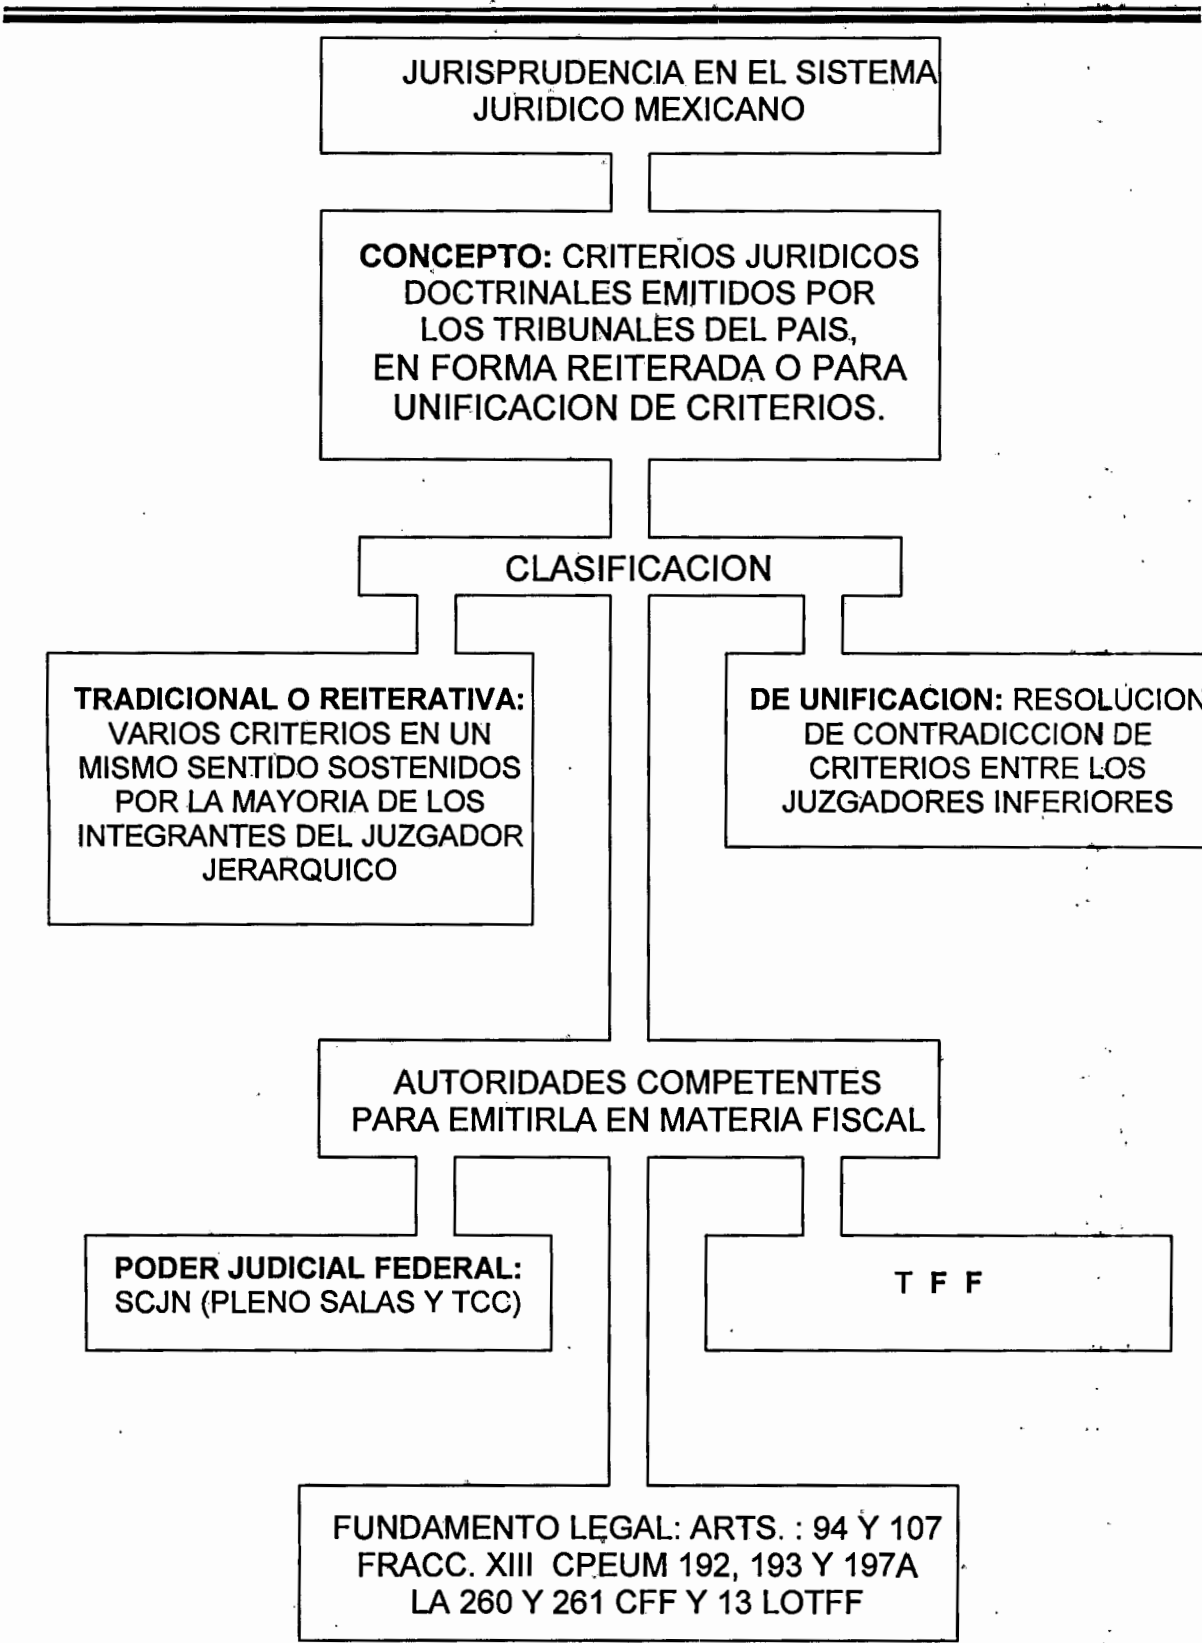 JURISPRUDENCIA EN EL SISTEMA
JURIDICO MEXICANO
CONCEPTO: CRITERIOS JURIDICOS
DOCTRINALES EMITIDOS POR
LOS TRIBUNALES DEL PAIS,
EN FORMA REITERADA O PARA
UNIFICACION DE CRITERIOS.
CLASIFICACION
TRADICIONAL O REITERATIVA:
VARIOS CRITERIOS EN UN
MISMO SENTIDO SOSTENIDOS
POR LA MAYORIA DE LOS
INTEGRANTES DEL JUZGADOR
JERARQUICO
DE UNIFICACION: RESOLUCION
DE CONTRADICCION DE
CRITERIOS ENTRE LOS
JUZGADORES INFERIORES
AUTORIDADES COMPETENTES
PARA EMITIRLA EN MATERIA FISCAL
PODER JUDICIAL FEDERAL:
SCJN (PLENO SALAS Y TCC)
T F F
FUNDAMENTO LEGAL: ARTS. : 94 Y 107
FRACC. XIII CPEUM 192, 193 Y 197A
LA 260 Y 261 CFF Y 13 LOTFF